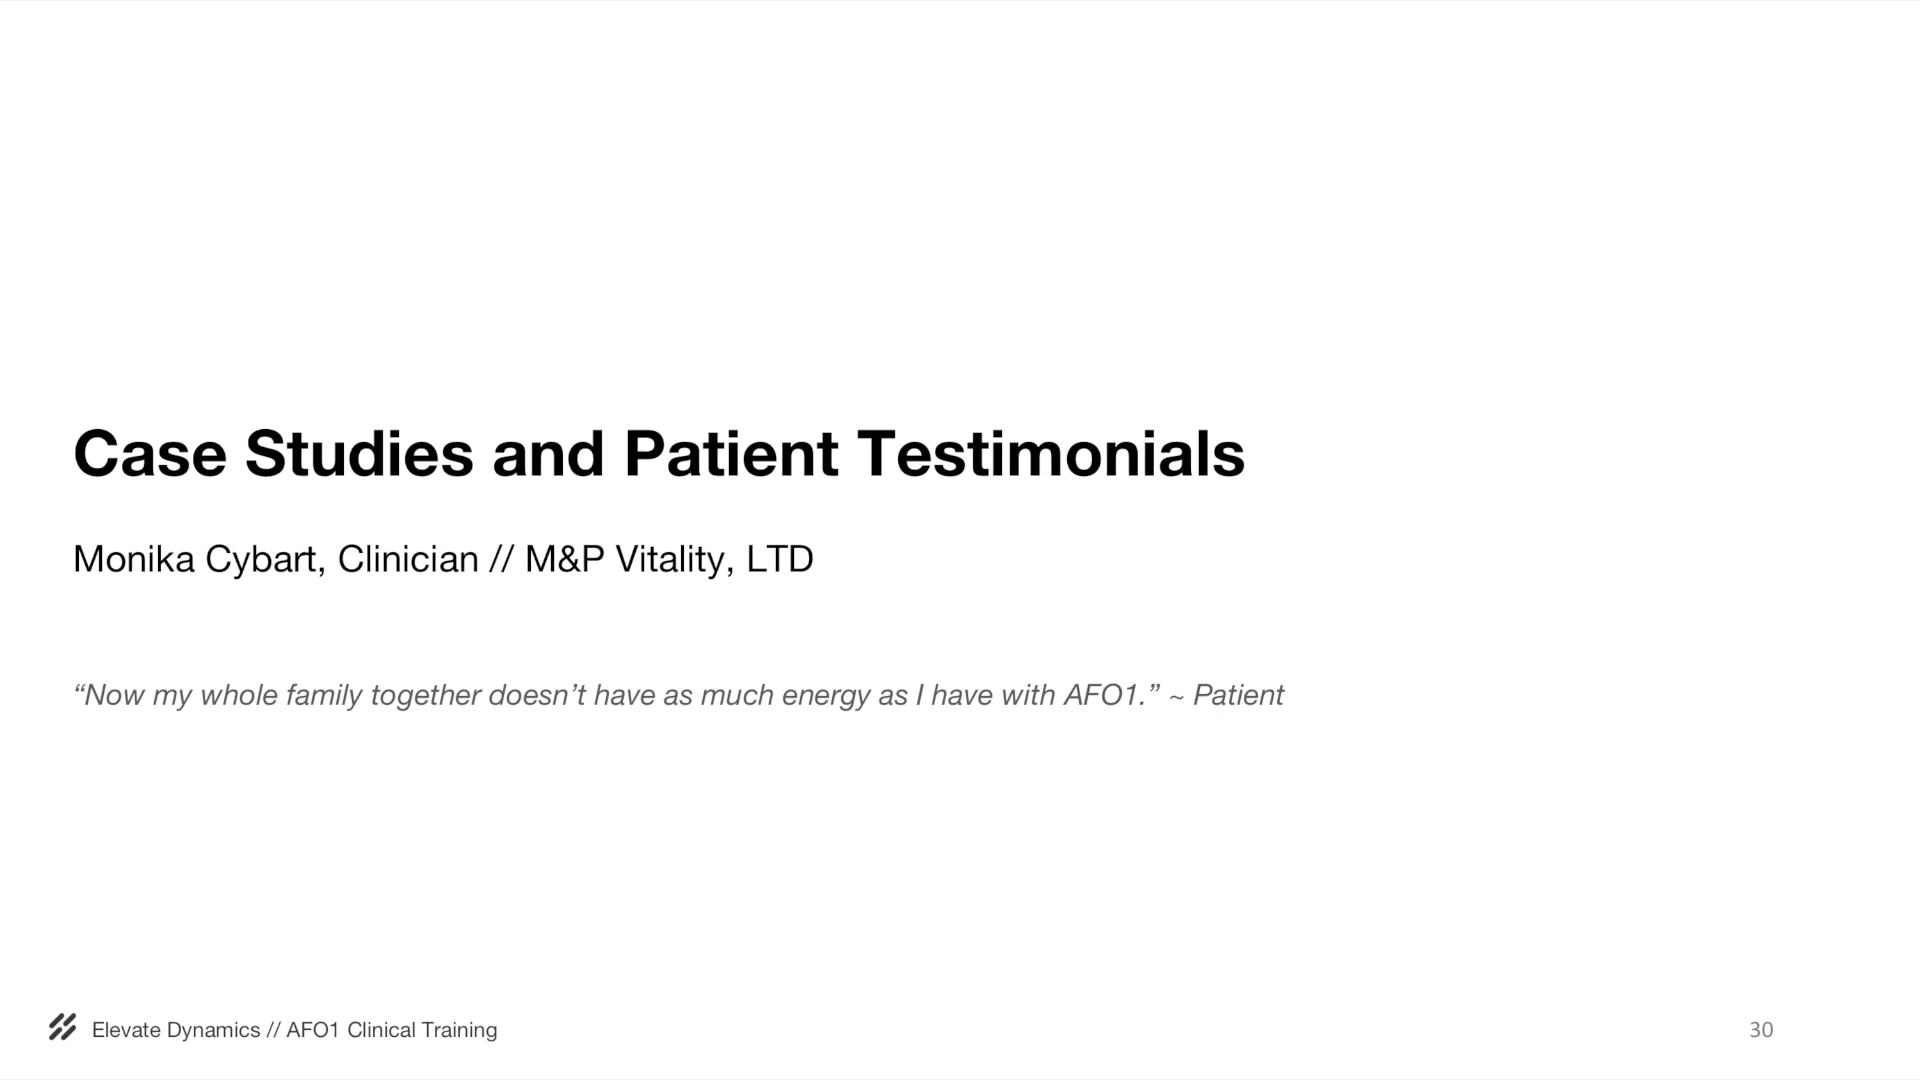 Case Studies and Patient Testimonials
Monika Cybart, Clinician // M&P Vitality, LTD
“Now my whole family together doesn’t have as much energy as I have with AFO1.” ~ Patient
Elevate Dynamics // AFO1 Clinical Training
30